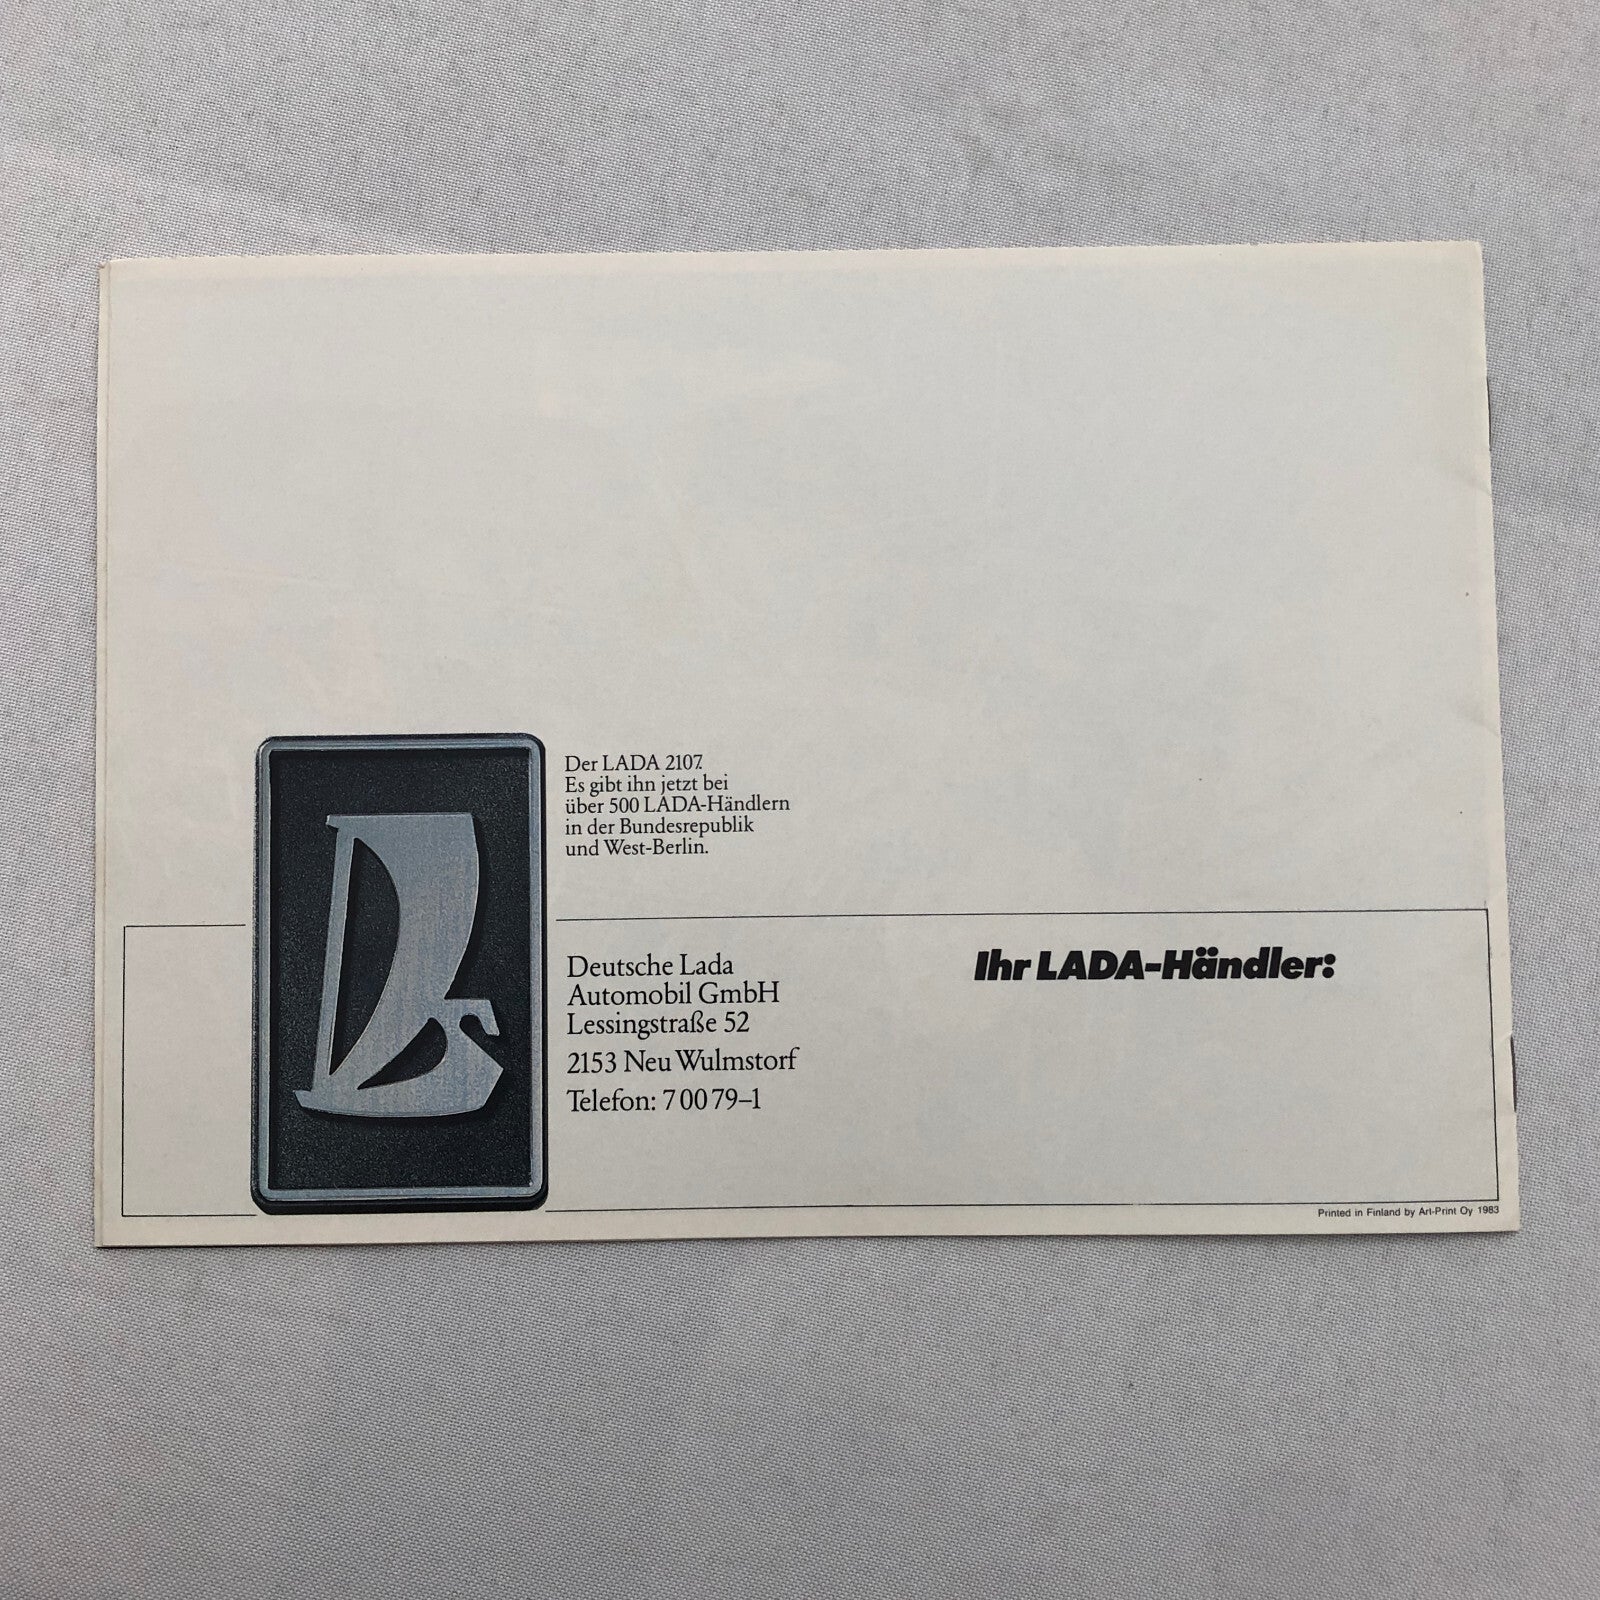 Der LADA 2107.
Es gibt ihn jetzt bei
über 500 LADA-Händlern
in der Bundesrepublik
und West-Berlin.
Deutsche Lada
Automobil GmbH
Lessingstraße 52
2153 Neu Wulmstorf
Telefon: 7 00 79–1
Ihr LADA-Händler:
Printed in Finland by Art-Print Oy 1983